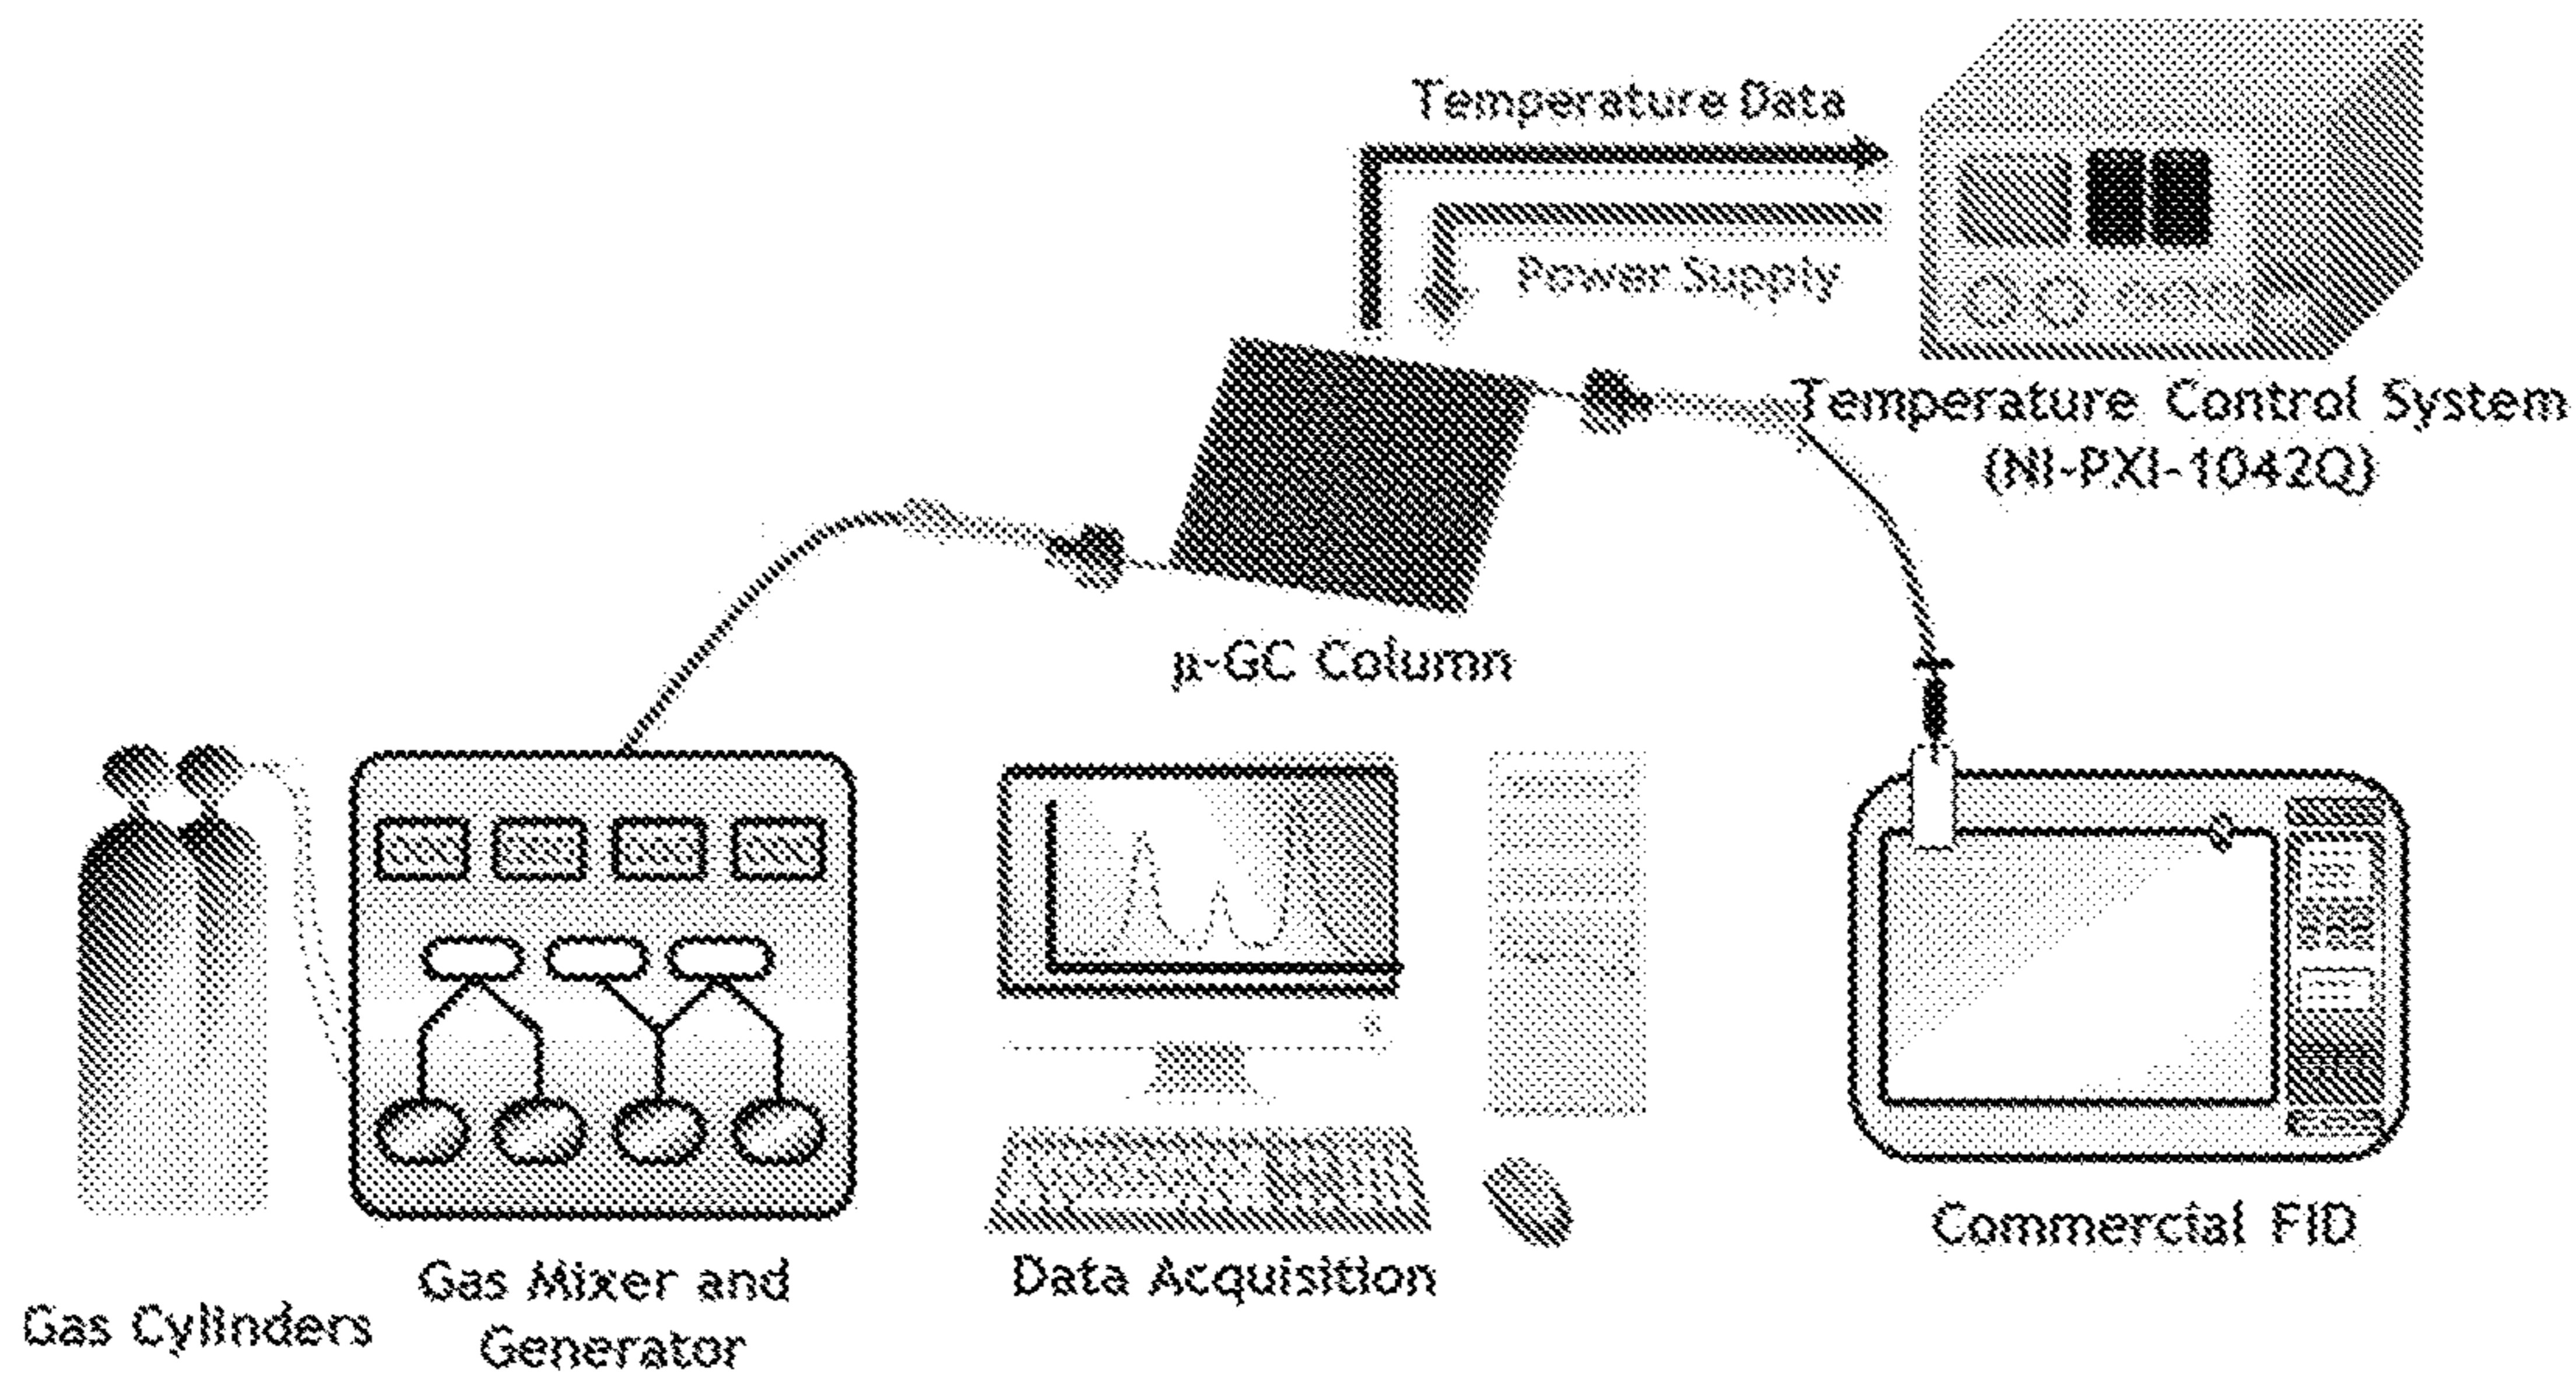 Temperature Data
Power Supply
Temperature Control System
(NI-PXI-1042Q)
μ-GC Column
Gas Cylinders
Gas Mixer and
Generator
Data Acquisition
Commercial FID